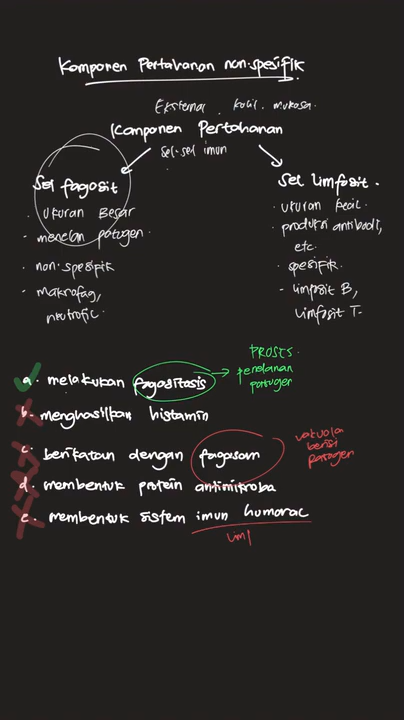 Komponen Pertahanan non-spesifik
Eksternal, kulit, mukosa.
Komponen Pertahanan
sel-sel imun
Sel fagosit
- ukuran Besar
- menelan patogen.
- non-spesifik
- makrofag,
neutrofil.
Sel limfosit.
- ukuran kecil.
- produksi antibodi,
etc.
- spesifik.
- limfosit B,
limfosit T.
PROSES
penelanan
patogen
a. melakukan fagositasis
b. menghasilkan histamin
c. berikatan dengan fagosom
vakuola
berisi
patogen
d. membentuk protein antimikroba
e. membentuk sistem imun humoral
limf